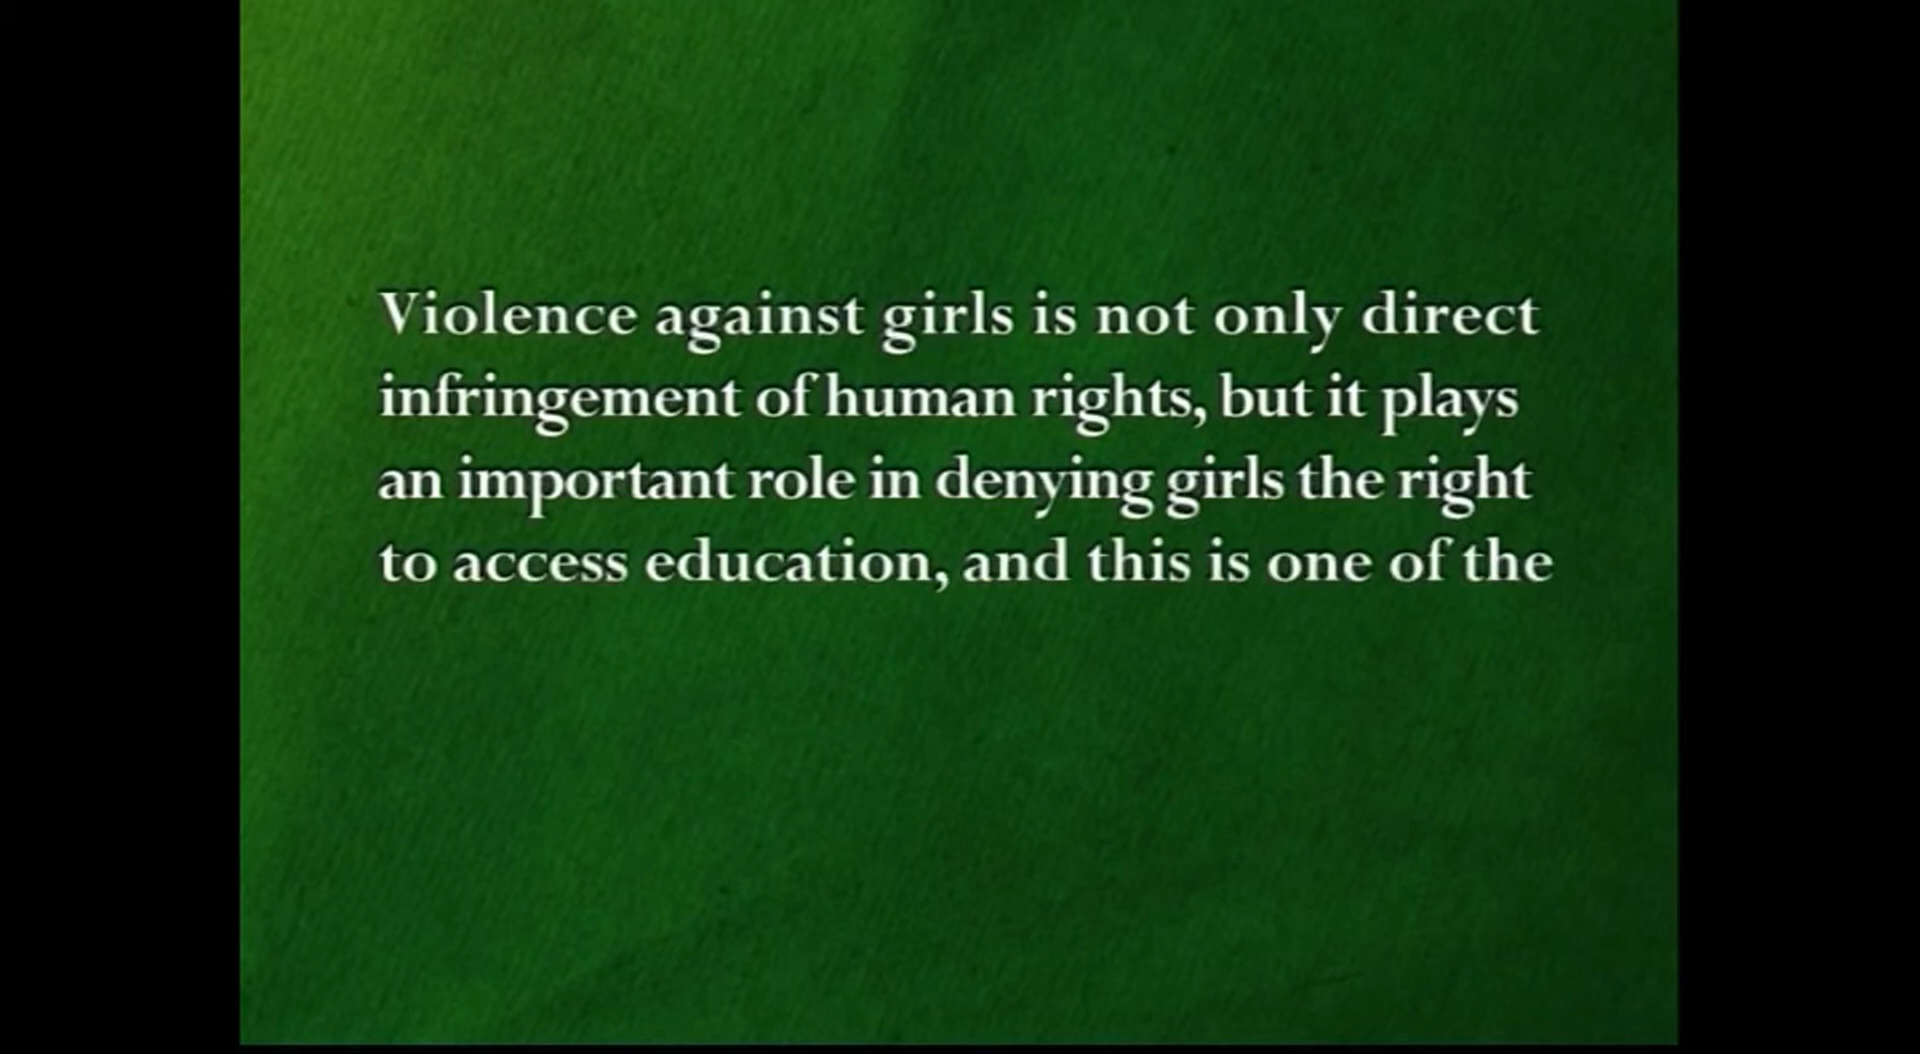 Violence against girls is not only direct
infringement of human rights, but it plays
an important role in denying girls the right
to access education, and this is one of the